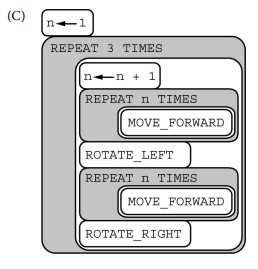 (C)
n←1
REPEAT 3 TIMES
n←n + 1
REPEAT n TIMES
MOVE_FORWARD
ROTATE_LEFT
REPEAT n TIMES
MOVE_FORWARD
ROTATE_RIGHT